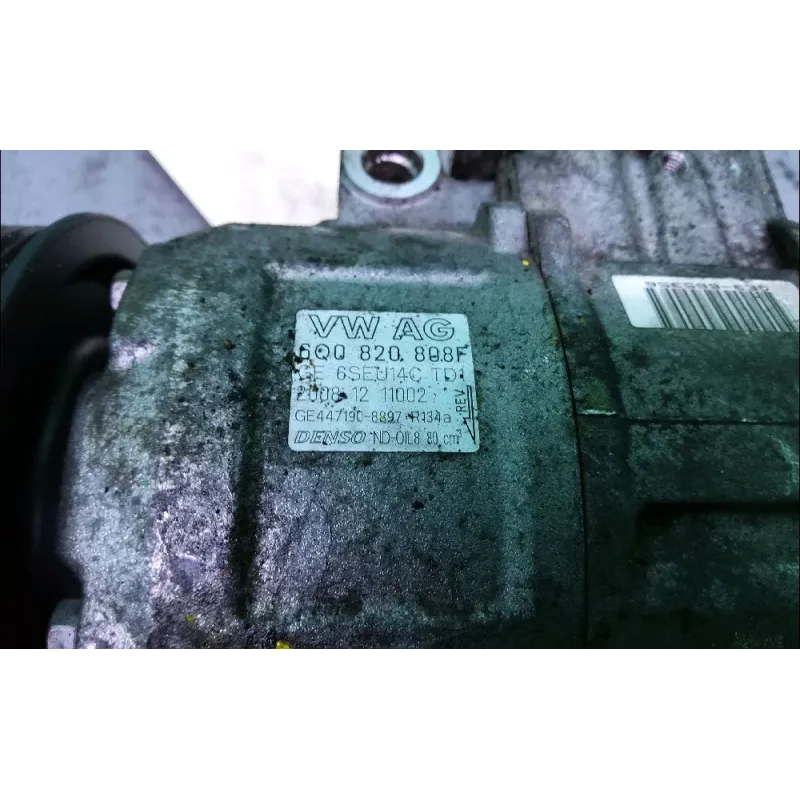 VW AG
6Q0 820 808F
GE 6SEU14C TD1
2008.12 11002
GE447190-8897 R134a
REV.
DENSO ND-OIL8 80 cm³